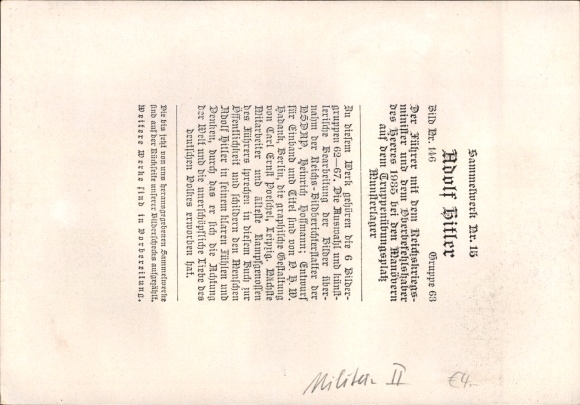 Sammelwerk Nr. 15
Adolf Hitler
Bild Nr. 146 Gruppe 63
Der Führer mit dem Reichskriegs-
minister und dem Oberbefehlshaber
des Heeres 1935 bei den Manövern
auf dem Truppenübungsplatz
Munsterlager
Zu diesem Werk gehören die 6 Bilder-
gruppen 62—67. Die Auswahl und künst-
lerische Bearbeitung der Bilder über-
nahm der Reichs-Bildberichterstatter der
NSDAP, Heinrich Hoffmann; Entwurf
für Einband und Titel sind von O. H. W.
Hadank, Berlin, die graphische Gestaltung
von Carl Ernst Poeschel, Leipzig. Nächste
Mitarbeiter und älteste Kampfgenossen
des Führers sprechen in diesem Buch zur
Öffentlichkeit und schildern den Menschen
Adolf Hitler in seinem klaren Wollen und
Denken, durch das er sich die Achtung
der Welt und die unerschöpfliche Liebe des
deutschen Volkes erworben hat.
Die bis jetzt von uns herausgegebenen Sammelwerke
sind auf der Rückseite unserer Bilderschecks aufgezählt.
Weitere Werke sind in Vorbereitung.
II €4.-